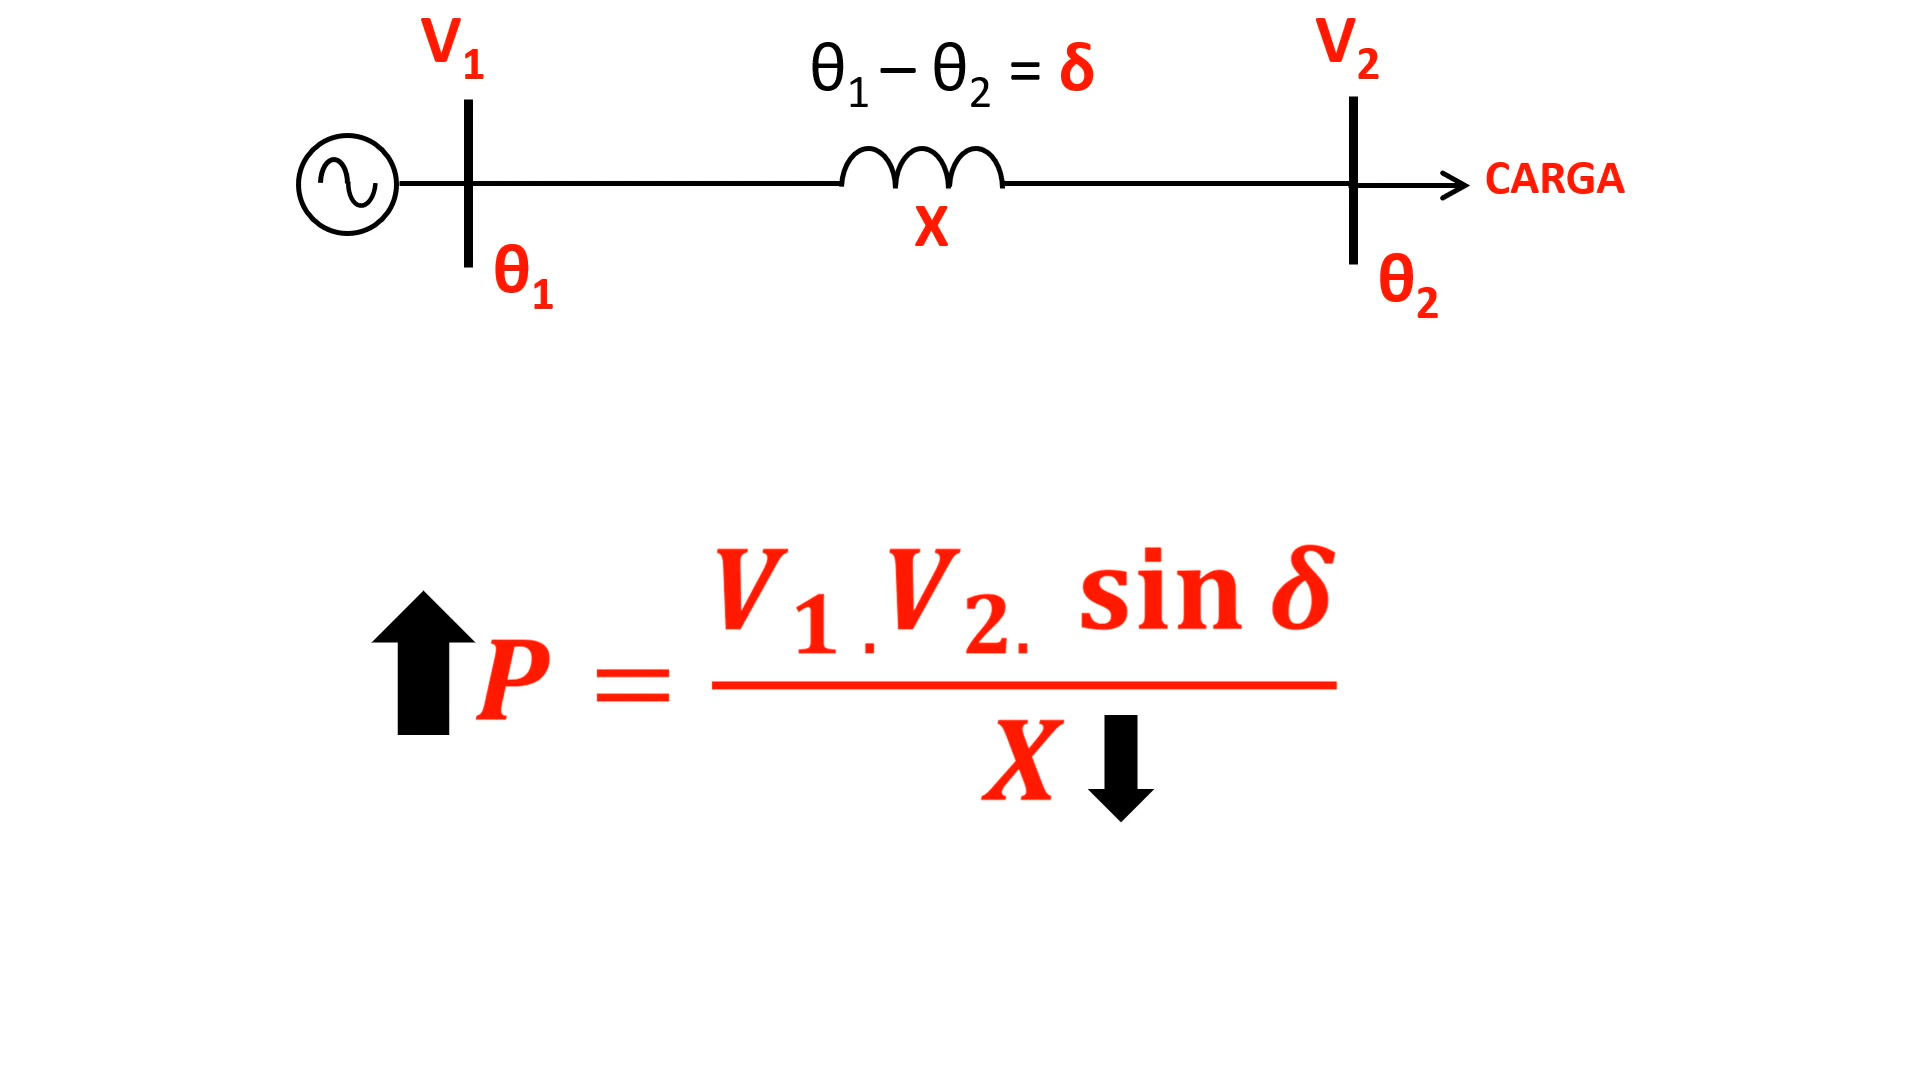 V₁
θ₁ – θ₂ = δ
V₂
CARGA
X
θ₁
θ₂
P = V₁ . V₂ . sin δ / X